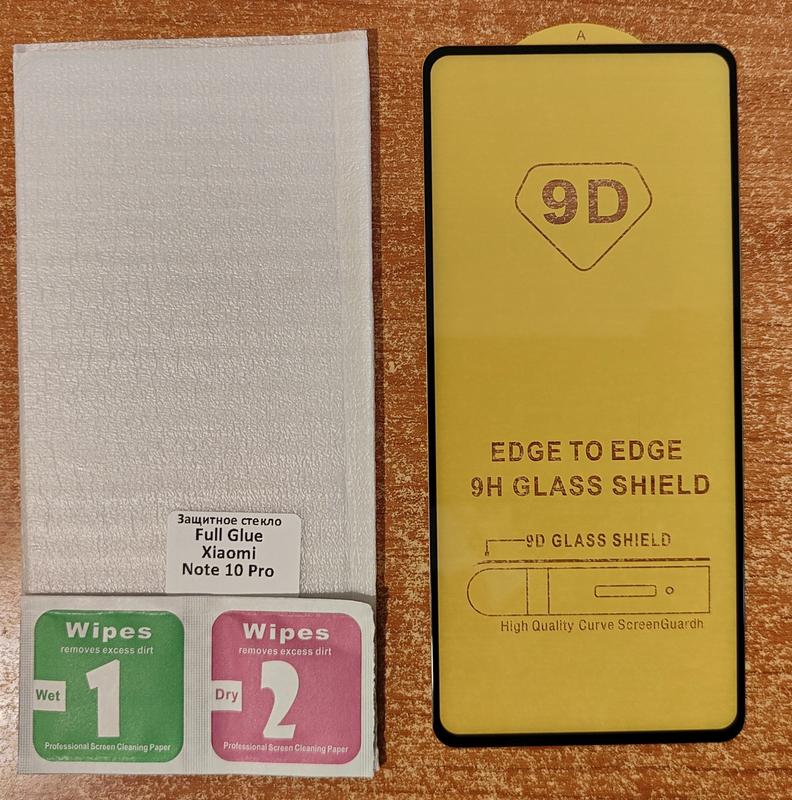 Защитное стекло
Full Glue
Xiaomi
Note 10 Pro
Wipes
removes excess dirt
Wet
1
Professional Screen Cleaning Paper
Wipes
removes excess dirt
Dry
2
Professional Screen Cleaning Paper
A
9D
EDGE TO EDGE
9H GLASS SHIELD
9D GLASS SHIELD
High Quality Curve ScreenGuardh